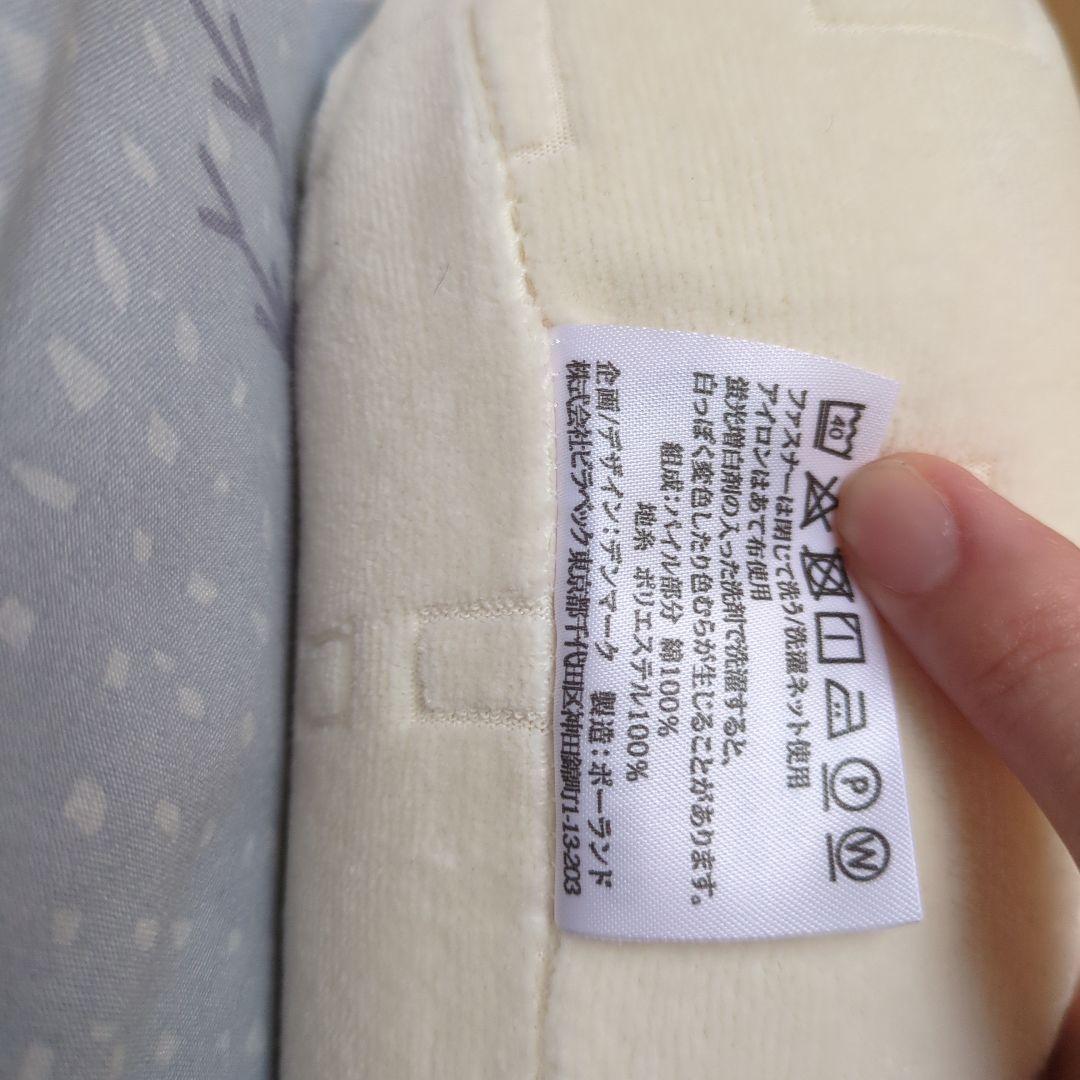 40
P W
ファスナーは閉じて洗う/洗濯ネット使用
アイロンはあて布使用
蛍光増白剤の入った洗剤で洗濯すると、
白っぽく変色したり色むらが生じることがあります。
組成:パイル部分 綿100%
地糸 ポリエステル100%
企画/デザイン:デンマーク 製造:ポーランド
株式会社ピラベック 東京都千代田区神田錦町1-13-203